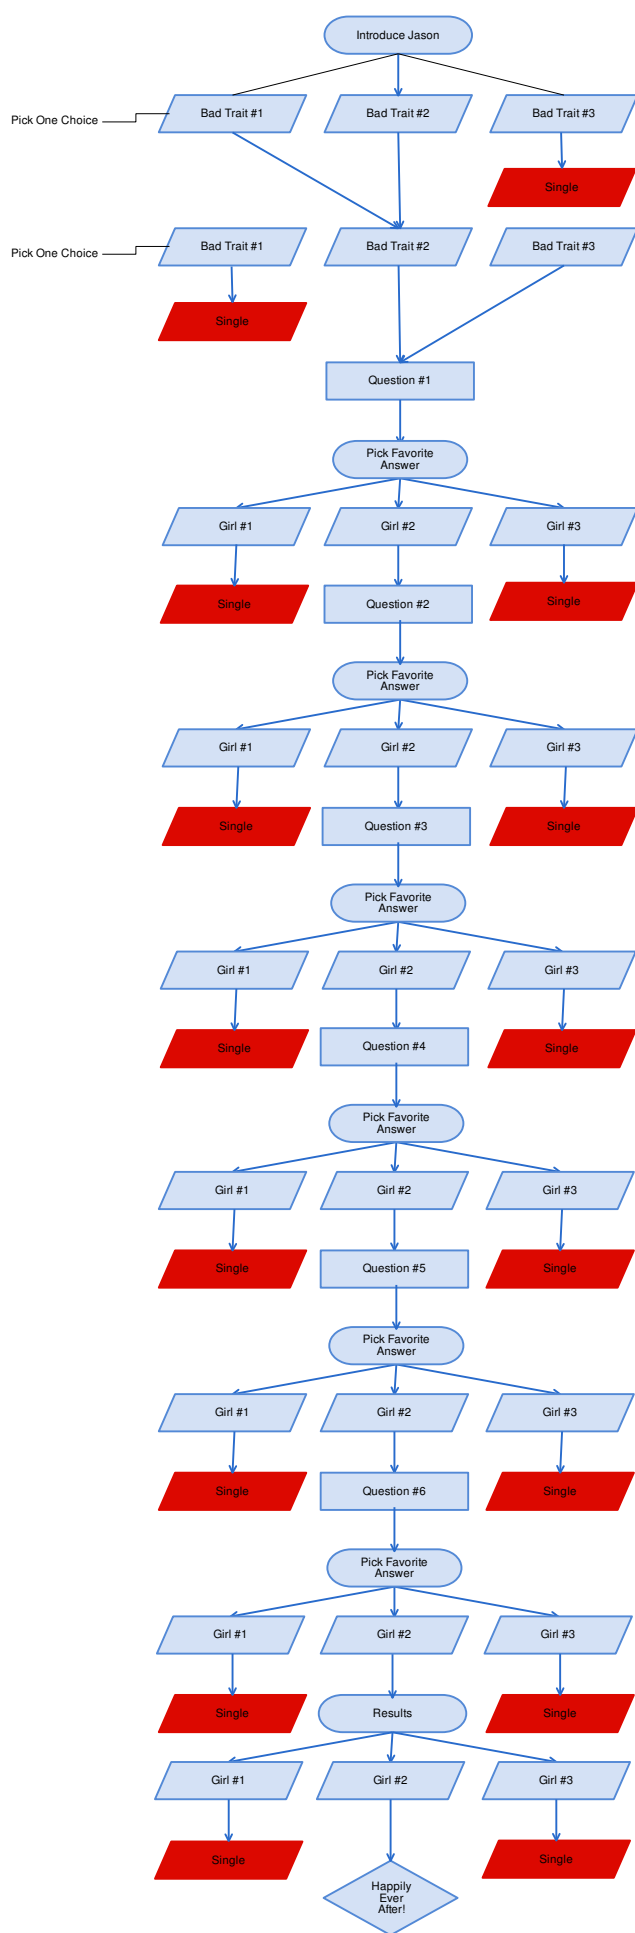 Introduce Jason
Pick One Choice
Bad Trait #1
Bad Trait #2
Bad Trait #3
Single
Pick One Choice
Bad Trait #1
Bad Trait #2
Bad Trait #3
Single
Question #1
Pick Favorite
Answer
Girl #1
Girl #2
Girl #3
Single
Question #2
Single
Pick Favorite
Answer
Girl #1
Girl #2
Girl #3
Single
Question #3
Single
Pick Favorite
Answer
Girl #1
Girl #2
Girl #3
Single
Question #4
Single
Pick Favorite
Answer
Girl #1
Girl #2
Girl #3
Single
Question #5
Single
Pick Favorite
Answer
Girl #1
Girl #2
Girl #3
Single
Question #6
Single
Pick Favorite
Answer
Girl #1
Girl #2
Girl #3
Single
Results
Single
Girl #1
Girl #2
Girl #3
Single
Single
Happily
Ever
After!